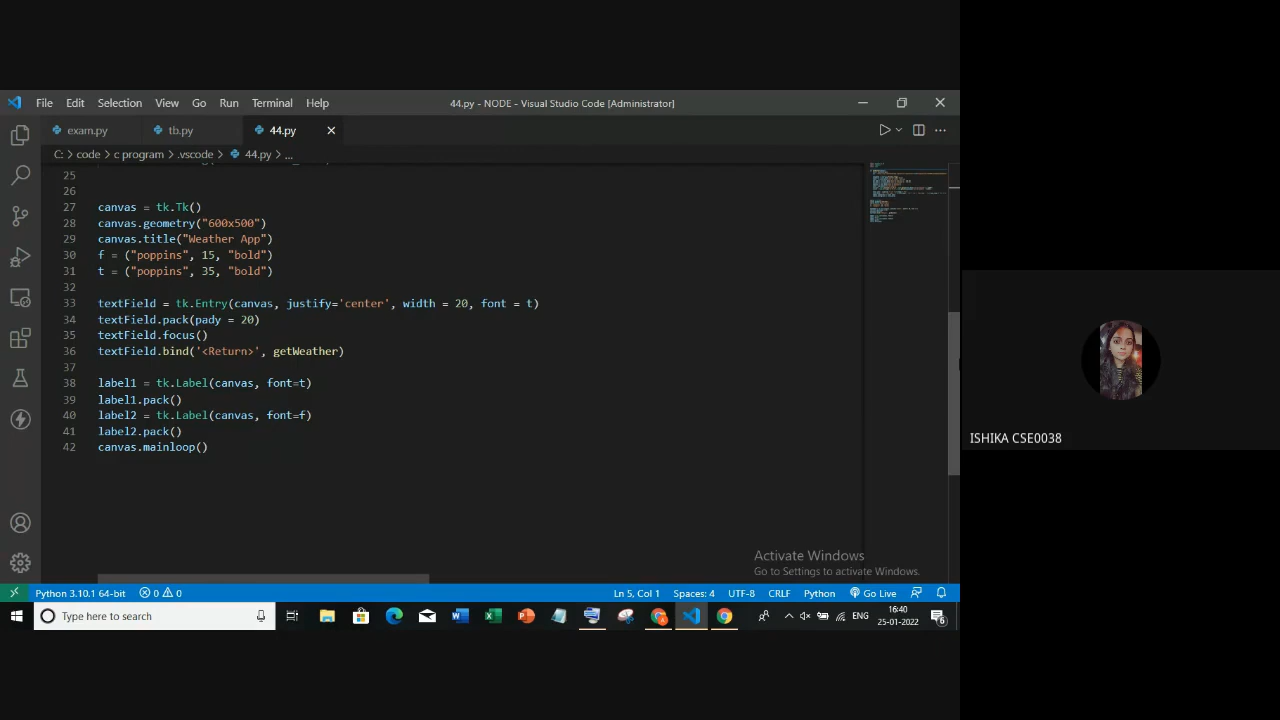 File Edit Selection View Go Run Terminal Help
44.py - NODE - Visual Studio Code [Administrator]
exam.py tb.py 44.py
C: > code > c program > .vscode > 44.py > ...
25
26
27 canvas = tk.Tk()
28 canvas.geometry("600x500")
29 canvas.title("Weather App")
30 f = ("poppins", 15, "bold")
31 t = ("poppins", 35, "bold")
32
33 textField = tk.Entry(canvas, justify='center', width = 20, font = t)
34 textField.pack(pady = 20)
35 textField.focus()
36 textField.bind('<Return>', getWeather)
37
38 label1 = tk.Label(canvas, font=t)
39 label1.pack()
40 label2 = tk.Label(canvas, font=f)
41 label2.pack()
42 canvas.mainloop()
ISHIKA CSE0038
Activate Windows
Go to Settings to activate Windows.
Python 3.10.1 64-bit 0 0 Ln 5, Col 1 Spaces: 4 UTF-8 CRLF Python Go Live
Type here to search
ENG
16:40
25-01-2022
6